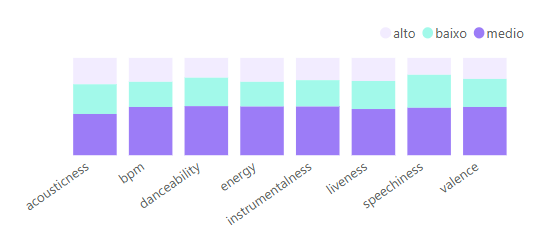 alto baixo medio
acousticness
bpm
danceability
energy
instrumentalness
liveness
speechiness
valence